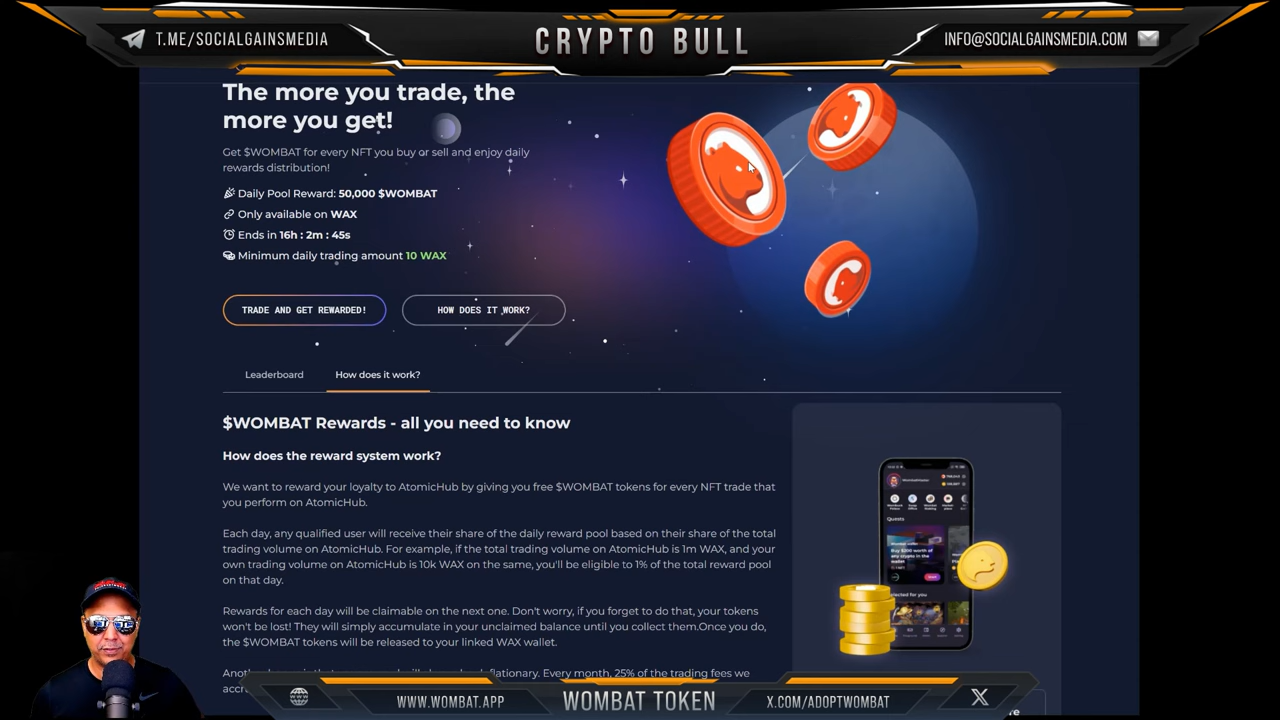 T.ME/SOCIALGAINSMEDIA
CRYPTO BULL
INFO@SOCIALGAINSMEDIA.COM
The more you trade, the
more you get!
Get $WOMBAT for every NFT you buy or sell and enjoy daily
rewards distribution!
Daily Pool Reward: 50,000 $WOMBAT
Only available on WAX
Ends in 16h : 2m : 45s
Minimum daily trading amount 10 WAX
TRADE AND GET REWARDED!
HOW DOES IT WORK?
Leaderboard
How does it work?
$WOMBAT Rewards - all you need to know
How does the reward system work?
We want to reward your loyalty to AtomicHub by giving you free $WOMBAT tokens for every NFT trade that
you perform on AtomicHub.
Each day, any qualified user will receive their share of the daily reward pool based on their share of the total
trading volume on AtomicHub. For example, if the total trading volume on AtomicHub is 1m WAX, and your
own trading volume on AtomicHub is 10k WAX on the same, you'll be eligible to 1% of the total reward pool
on that day.
Rewards for each day will be claimable on the next one. Don't worry, if you forget to do that, your tokens
won't be lost! They will simply accumulate in your unclaimed balance until you collect them.Once you do,
the $WOMBAT tokens will be released to your linked WAX wallet.
Every month, 25% of the trading fees we
Quests
Buy $200 worth of
any crypto in the
WWW.WOMBAT.APP
WOMBAT TOKEN
X.COM/ADOPTWOMBAT